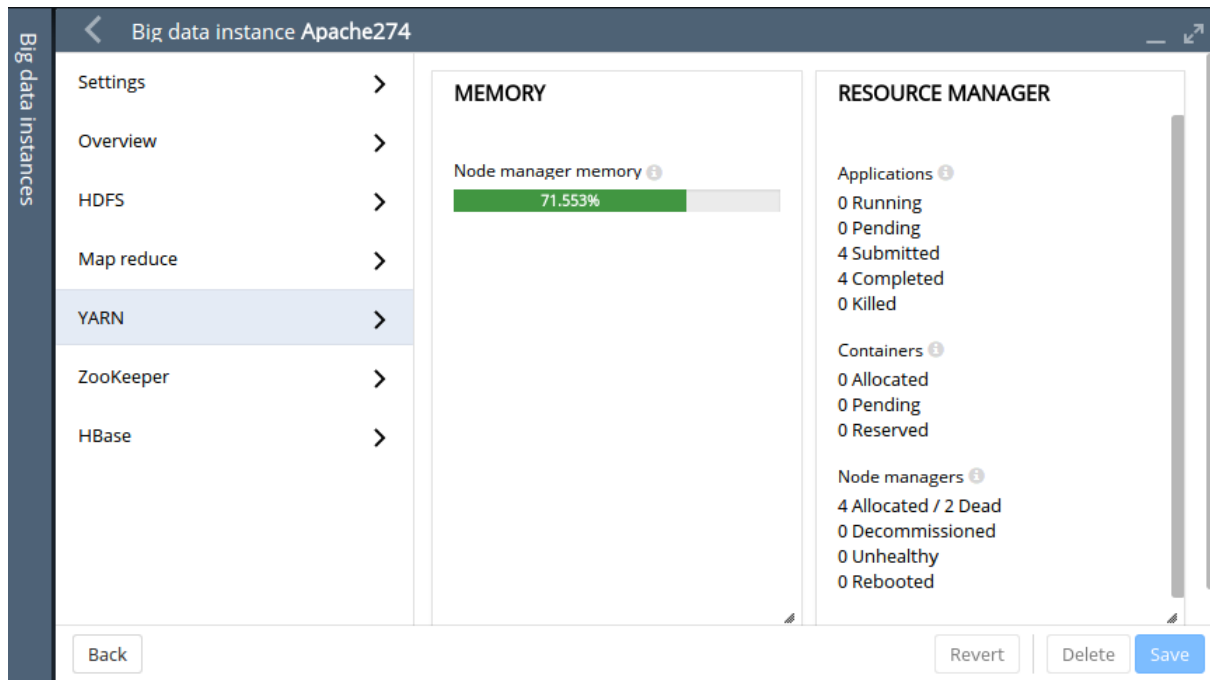 Big data instances
Big data instance Apache274
Settings
Overview
HDFS
Map reduce
YARN
ZooKeeper
HBase
MEMORY
Node manager memory
71.553%
RESOURCE MANAGER
Applications
0 Running
0 Pending
4 Submitted
4 Completed
0 Killed
Containers
0 Allocated
0 Pending
0 Reserved
Node managers
4 Allocated / 2 Dead
0 Decommissioned
0 Unhealthy
0 Rebooted
Back
Revert
Delete
Save